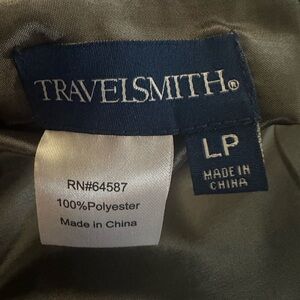 TRAVELSMITH®
LP
MADE IN
CHINA
RN#64587
100%Polyester
Made in China